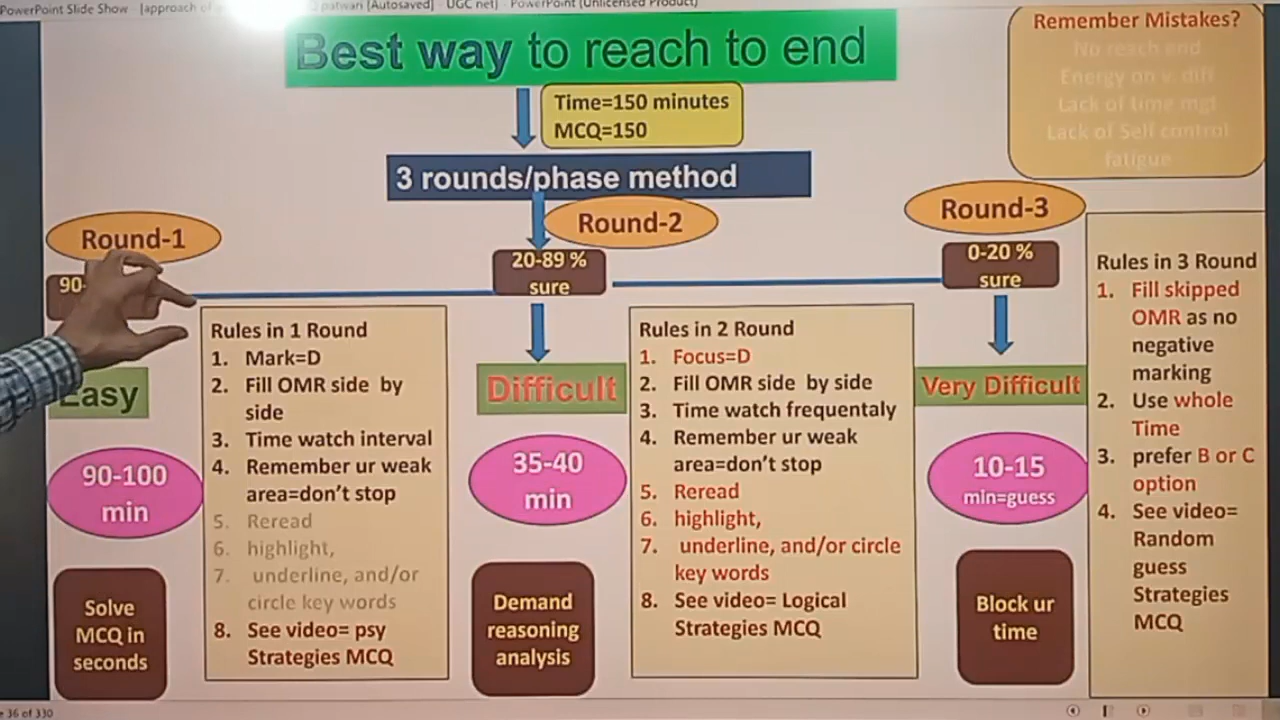 PowerPoint Slide Show - [approach of
2 patwari [Autosaved] - UGC net] - PowerPoint (Unlicensed Product)
Best way to reach to end
Time=150 minutes
MCQ=150
3 rounds/phase method
Remember Mistakes?
No reach end
Energy on v. diff
Lack of time mgt
Lack of Self control
fatigue
Round-1
90-
Easy
90-100
min
Solve
MCQ in
seconds
Rules in 1 Round
1. Mark=D
2. Fill OMR side by
side
3. Time watch interval
4. Remember ur weak
area=don't stop
5. Reread
6. highlight,
7. underline, and/or
circle key words
8. See video= psy
Strategies MCQ
Round-2
20-89 %
sure
Difficult
35-40
min
Demand
reasoning
analysis
Rules in 2 Round
1. Focus=D
2. Fill OMR side by side
3. Time watch frequentaly
4. Remember ur weak
area=don't stop
5. Reread
6. highlight,
7. underline, and/or circle
key words
8. See video= Logical
Strategies MCQ
Round-3
0-20 %
sure
Very Difficult
10-15
min=guess
Block ur
time
Rules in 3 Round
1. Fill skipped
OMR as no
negative
marking
2. Use whole
Time
3. prefer B or C
option
4. See video=
Random
guess
Strategies
MCQ
36 of 330